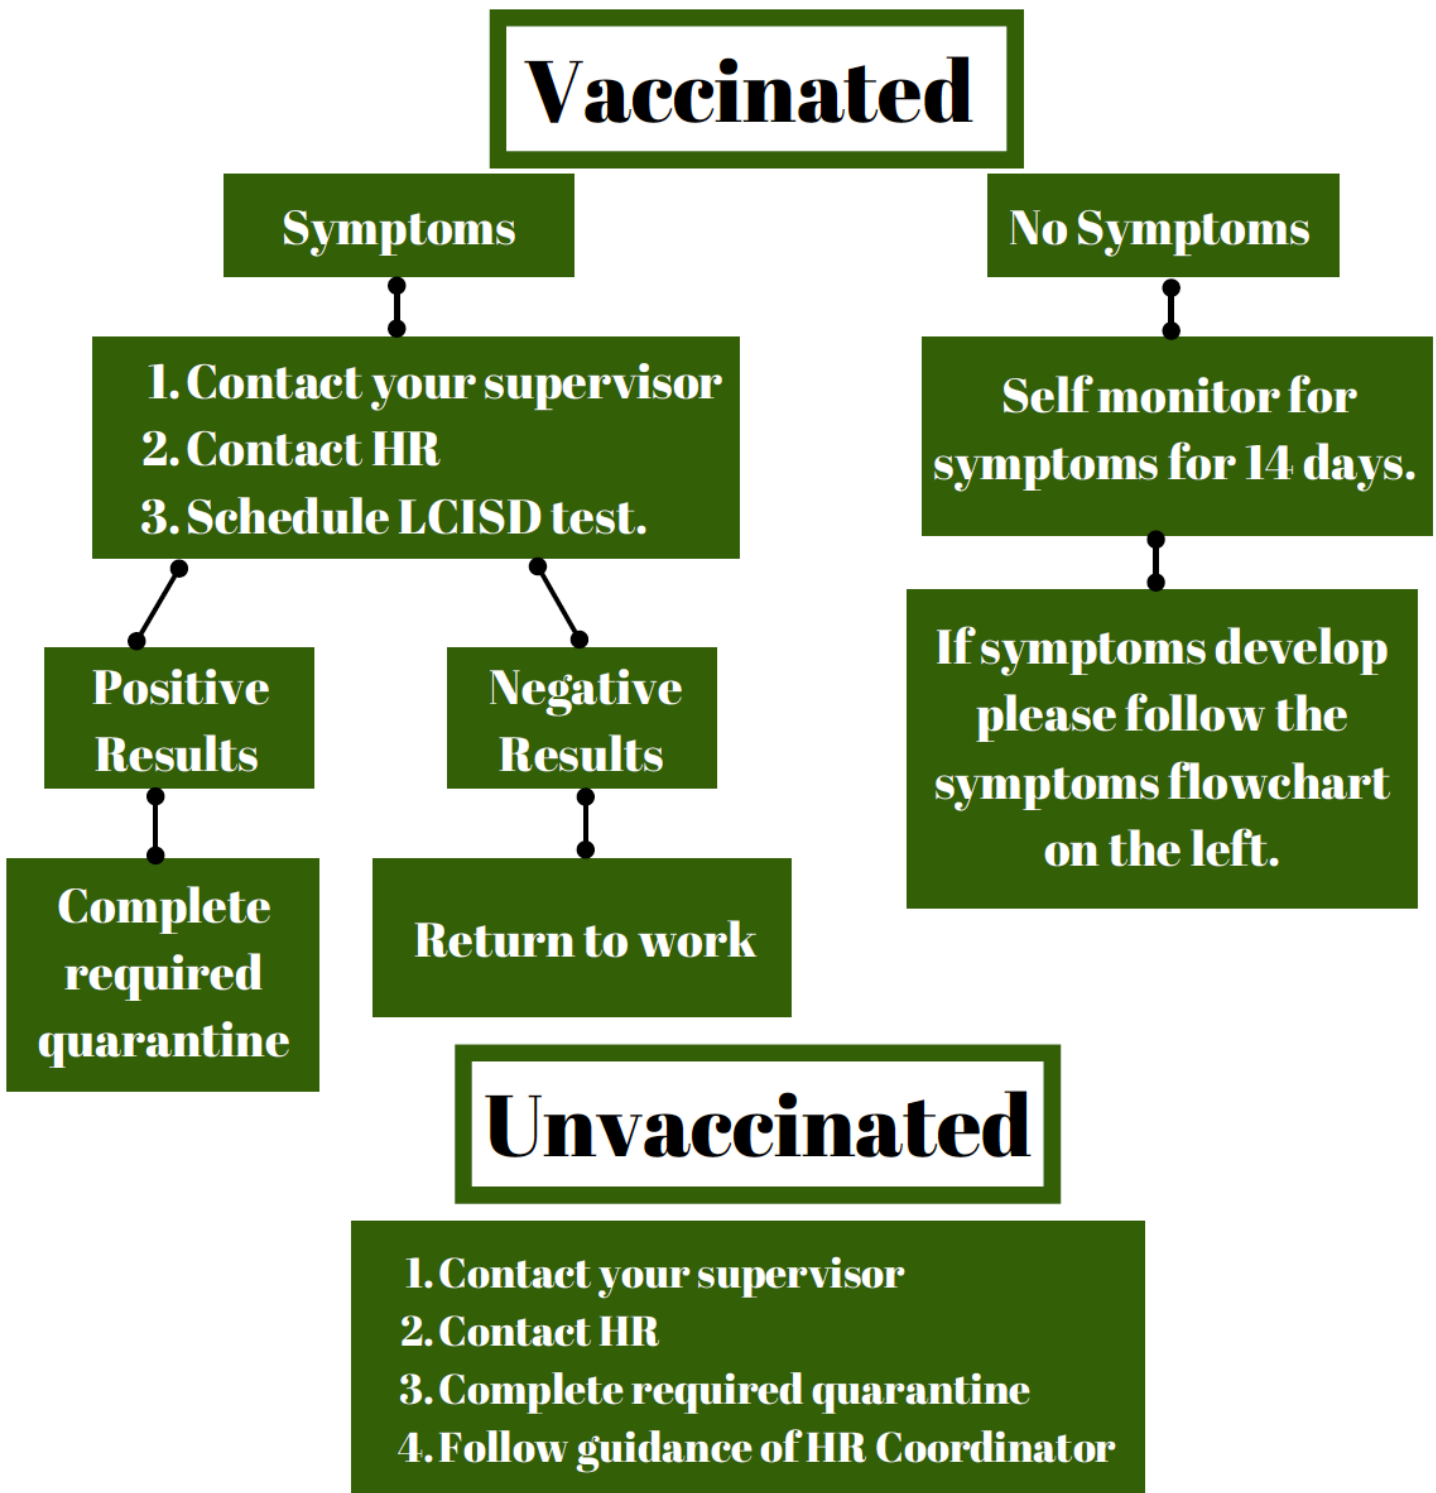 Vaccinated
Symptoms
1. Contact your supervisor
2. Contact HR
3. Schedule LCISD test.
Positive
Results
Complete
required
quarantine
Negative
Results
Return to work
No Symptoms
Self monitor for
symptoms for 14 days.
If symptoms develop
please follow the
symptoms flowchart
on the left.
Unvaccinated
1. Contact your supervisor
2. Contact HR
3. Complete required quarantine
4. Follow guidance of HR Coordinator